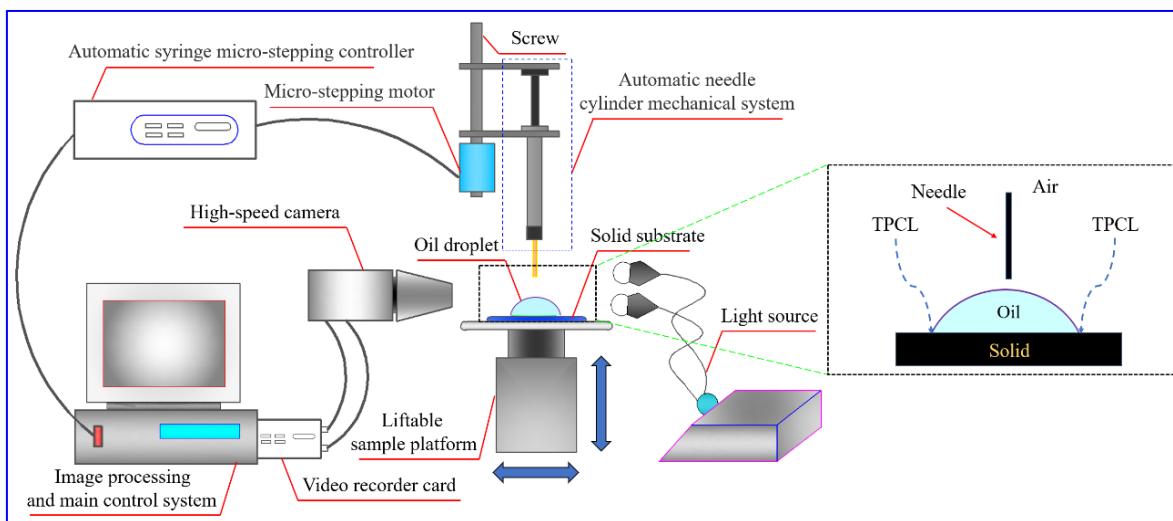 Automatic syringe micro-stepping controller
Micro-stepping motor
Screw
Automatic needle
cylinder mechanical system
High-speed camera
Oil droplet
Solid substrate
Light source
Liftable
sample platform
Image processing
and main control system
Video recorder card
Needle
Air
TPCL
TPCL
Oil
Solid